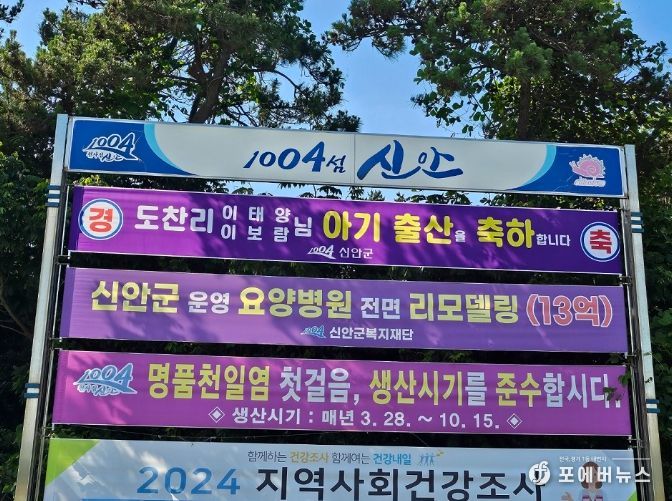 1004섬 신안
경 도찬리 이태양 이보람 님 아기 출산을 축하합니다 축
1004 신안군
신안군 운영 요양병원 전면 리모델링 (13억)
1004 신안군복지재단
1004
명품천일염 첫걸음, 생산시기를 준수합시다.
◈ 생산시기 : 매년 3. 28. ~ 10. 15. ◈
함께하는 건강조사 함께여는 건강내일
2024 지역사회건강조사
포에버뉴스